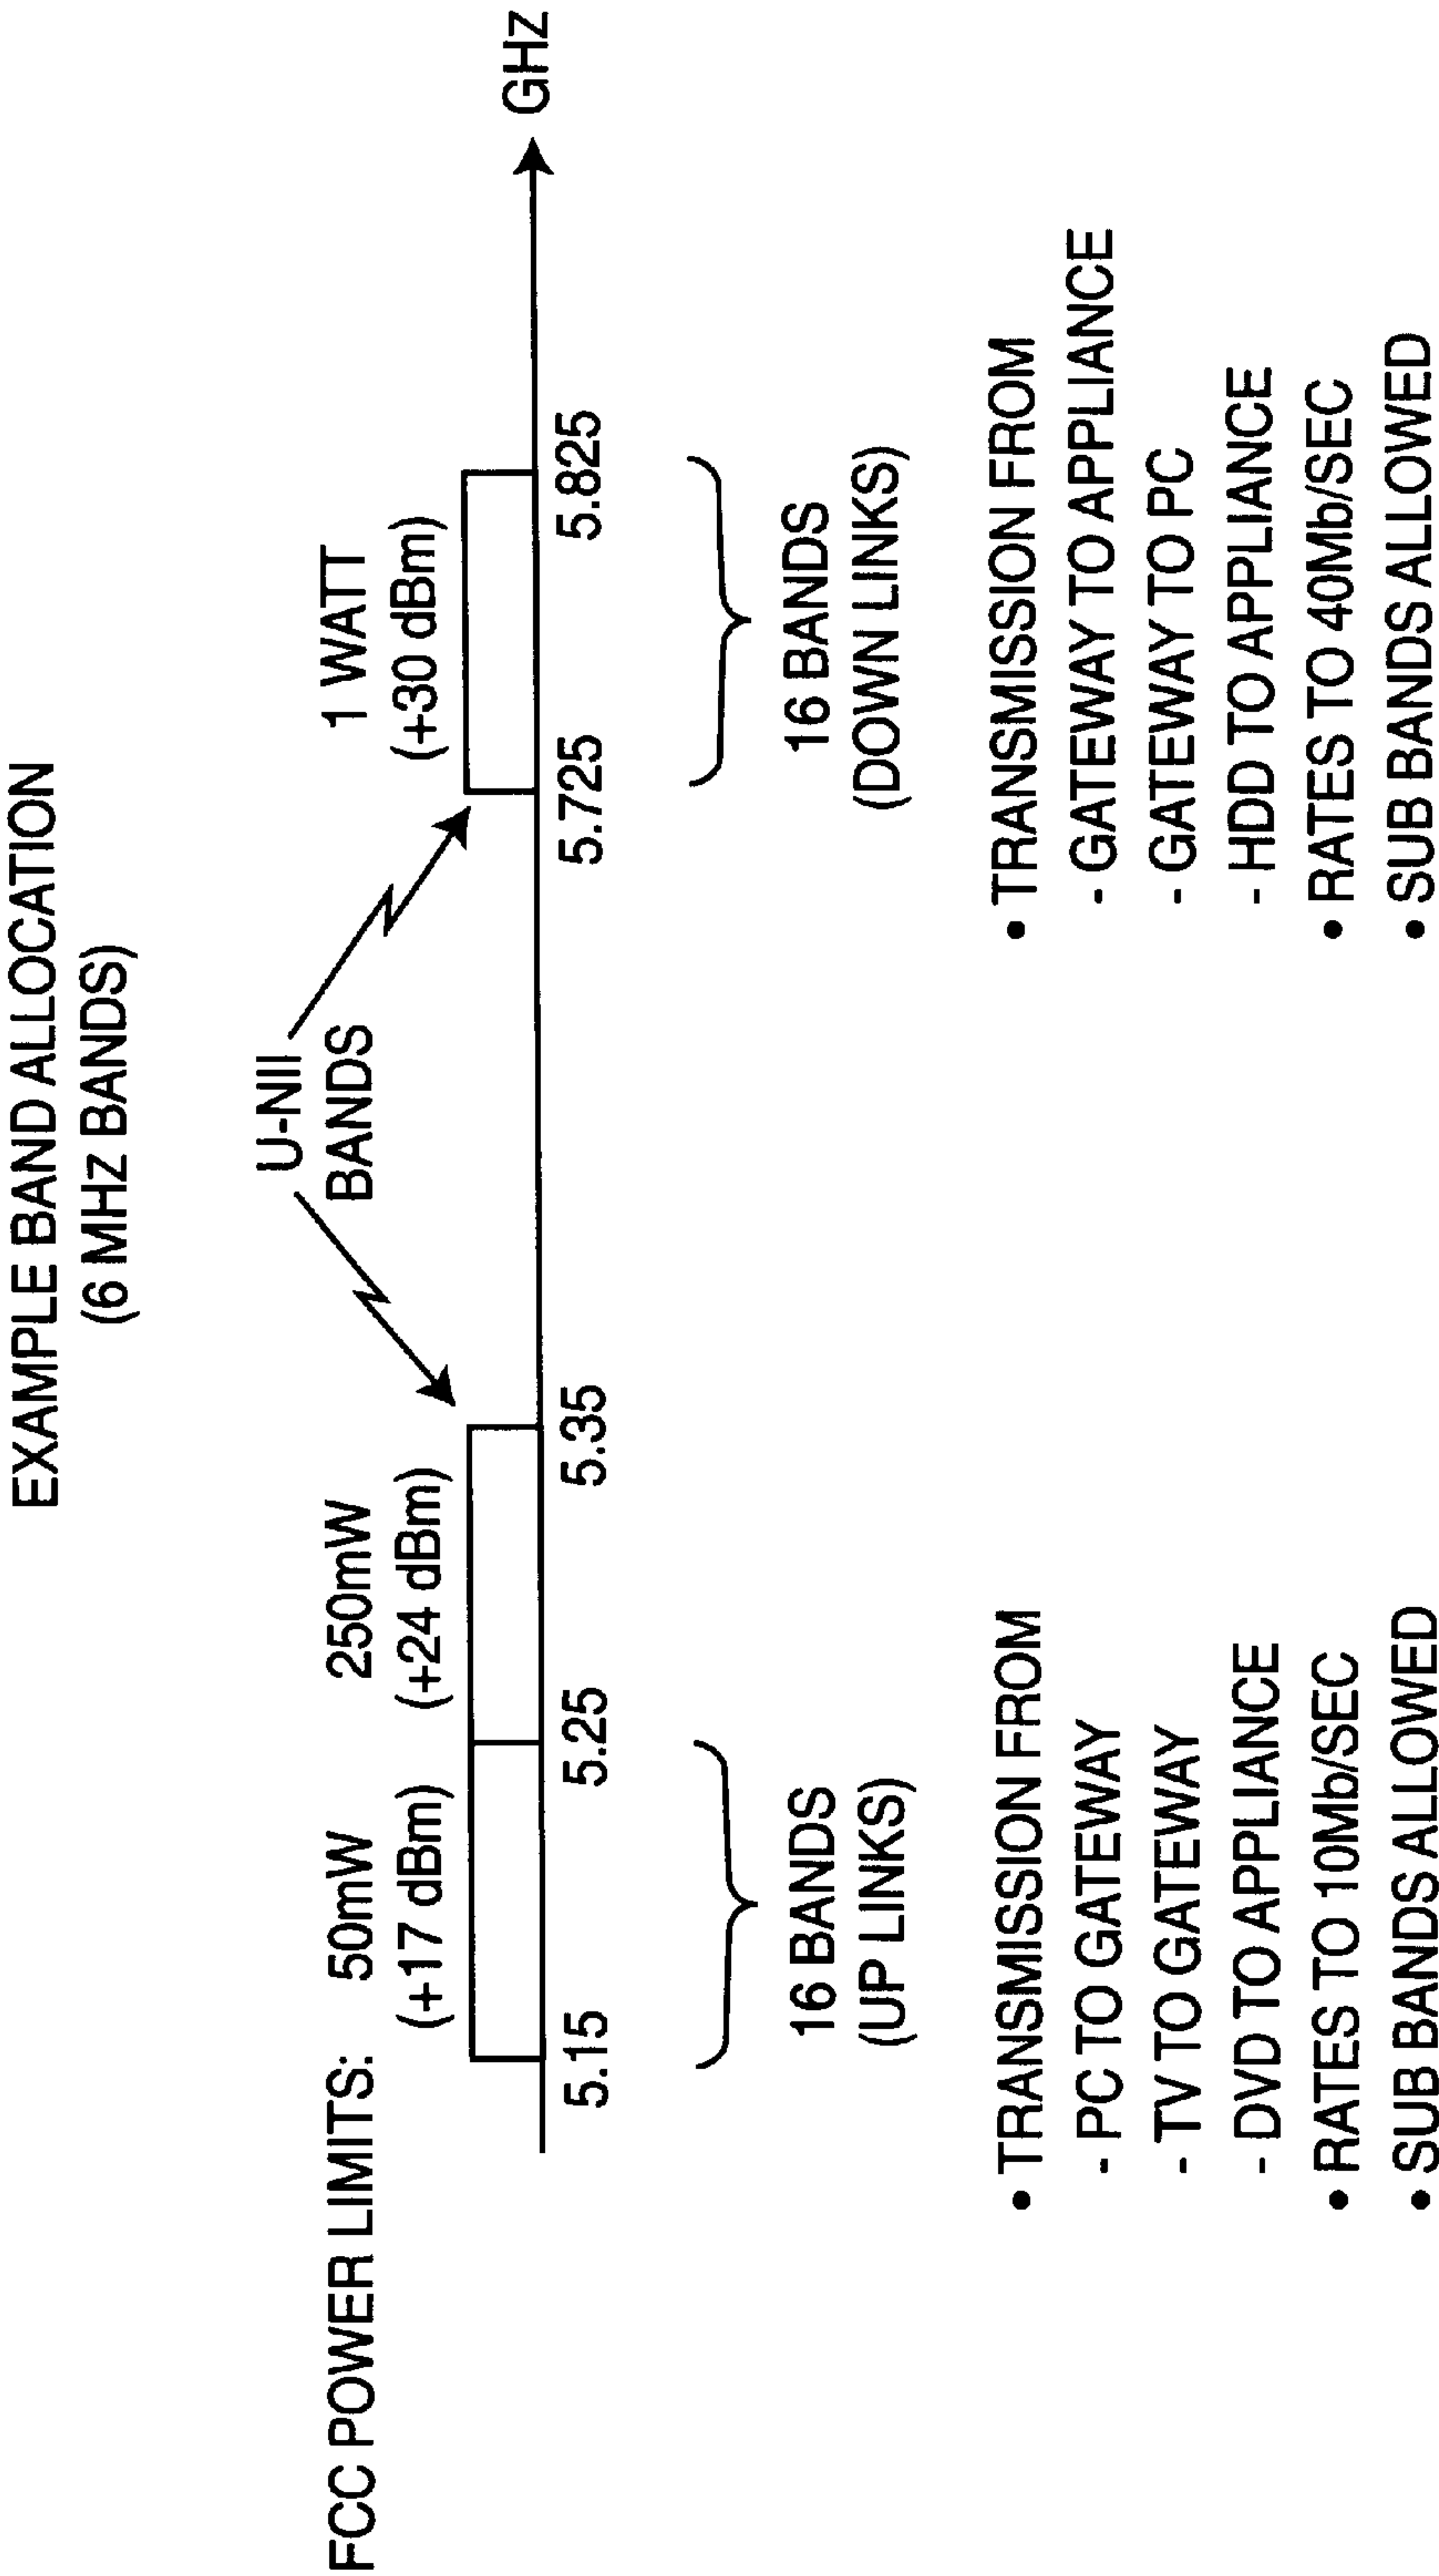 EXAMPLE BAND ALLOCATION
(6 MHz BANDS)
U-NII
BANDS
FCC POWER LIMITS:
50mW
(+17 dBm)
250mW
(+24 dBm)
1 WATT
(+30 dBm)
5.15
5.25
5.35
5.725
5.825
GHz
16 BANDS
(UP LINKS)
• TRANSMISSION FROM
- PC TO GATEWAY
- TV TO GATEWAY
- DVD TO APPLIANCE
• RATES TO 10Mb/SEC
• SUB BANDS ALLOWED
16 BANDS
(DOWN LINKS)
• TRANSMISSION FROM
- GATEWAY TO APPLIANCE
- GATEWAY TO PC
- HDD TO APPLIANCE
• RATES TO 40Mb/SEC
• SUB BANDS ALLOWED